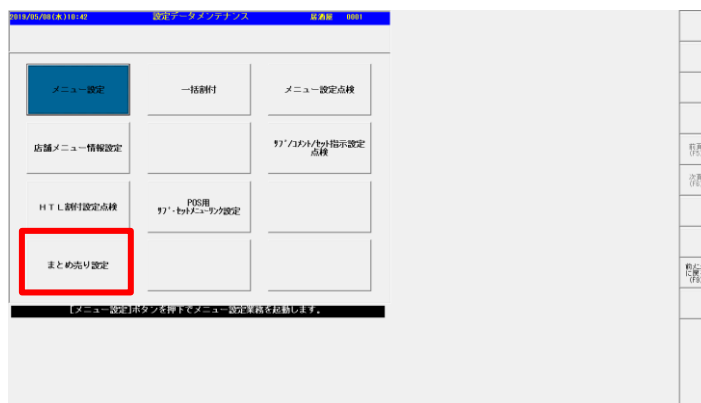 2019/05/08(水)18:42 設定データメンテナンス 居酒屋 0001
メニュー設定 一括割付 メニュー設定点検
店舗メニュー情報設定 ｻﾌﾞ/ｺﾒﾝﾄ/ｾｯﾄ指示設定
点検
HTL割付設定点検 POS用
ｻﾌﾞ･ｾｯﾄﾒﾆｭｰﾘﾝｸ設定
まとめ売り設定
[メニュー設定]ボタンを押下でメニュー設定業務を起動します。